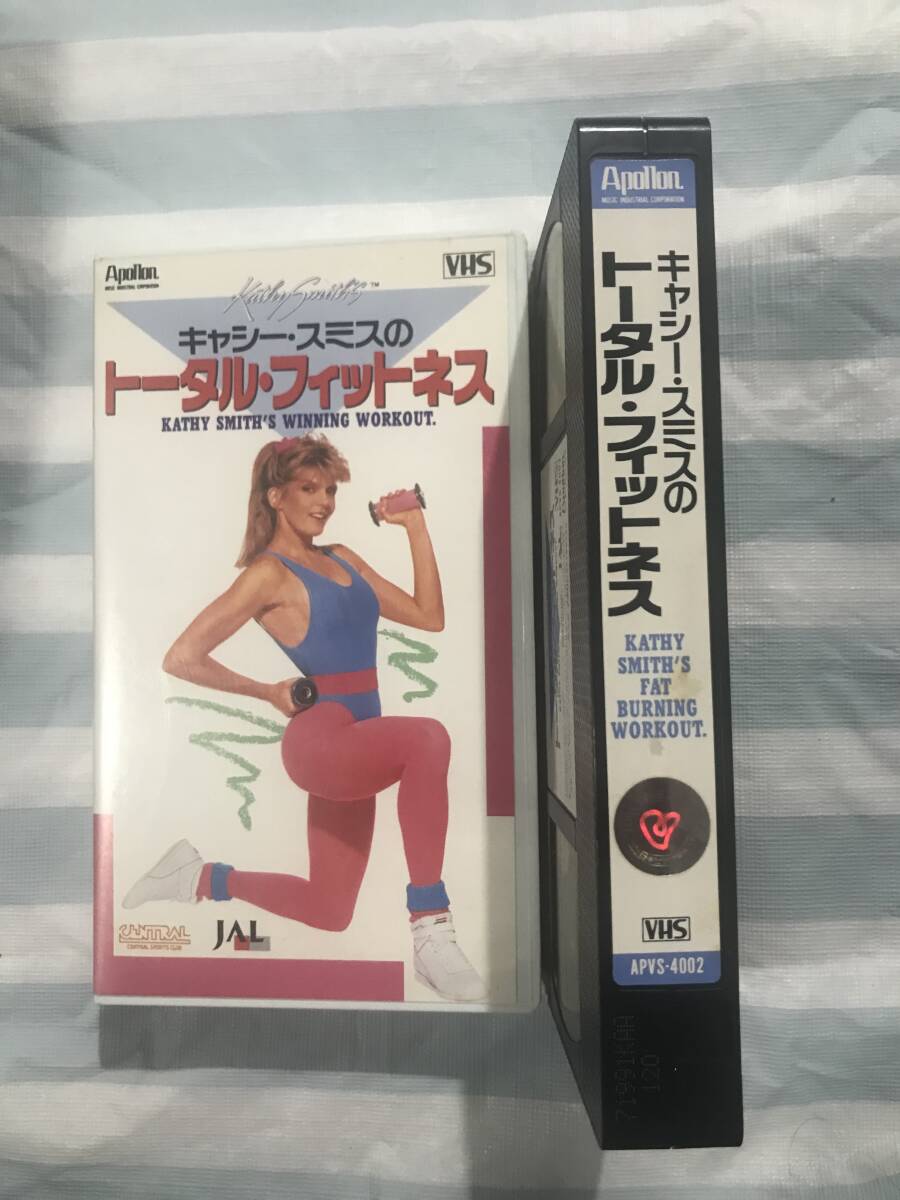 Apollon
MUSIC INDUSTRIAL CORPORATION
VHS
Kathy Smith's™
キャシー・スミスの
トータル・フィットネス
KATHY SMITH'S WINNING WORKOUT.
CENTRAL
CENTRAL SPORTS CLUB
JAL
Apollon
MUSIC INDUSTRIAL CORPORATION
キャシー・スミスの
トータル・フィットネス
KATHY
SMITH'S
FAT
BURNING
WORKOUT.
VHS
APVS-4002
71991KAA
120